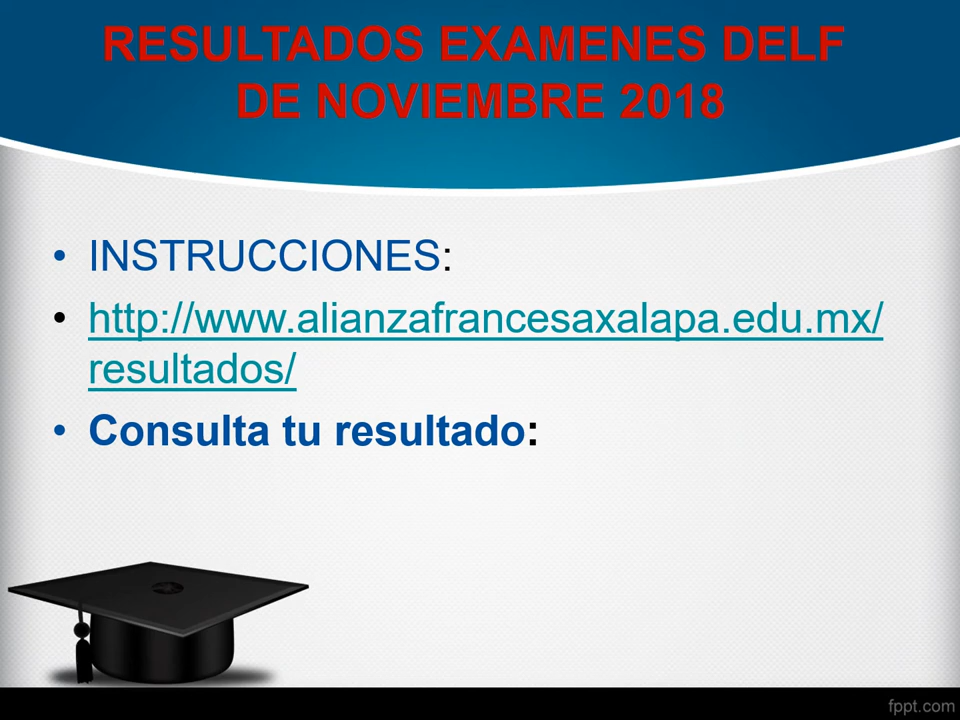 RESULTADOS EXAMENES DELF
DE NOVIEMBRE 2018
• INSTRUCCIONES:
• http://www.alianzafrancesaxalapa.edu.mx/
resultados/
• Consulta tu resultado:
fppt.com